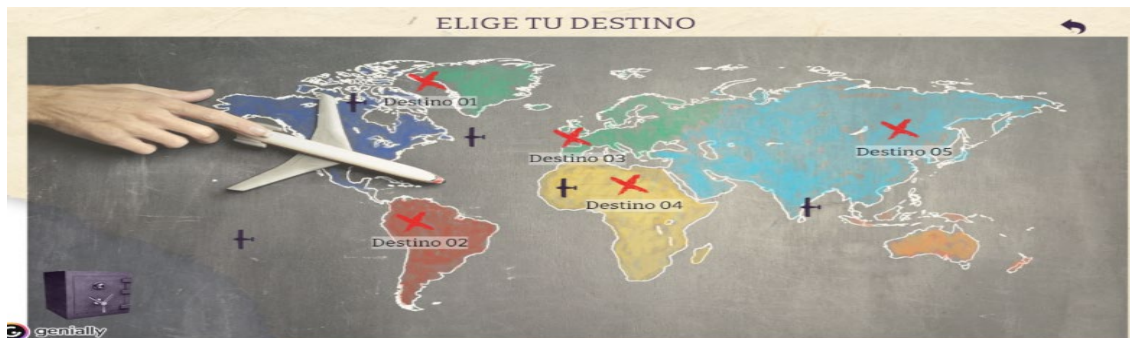 ELIGE TU DESTINO
Destino 01
Destino 03
Destino 05
Destino 04
Destino 02
genially